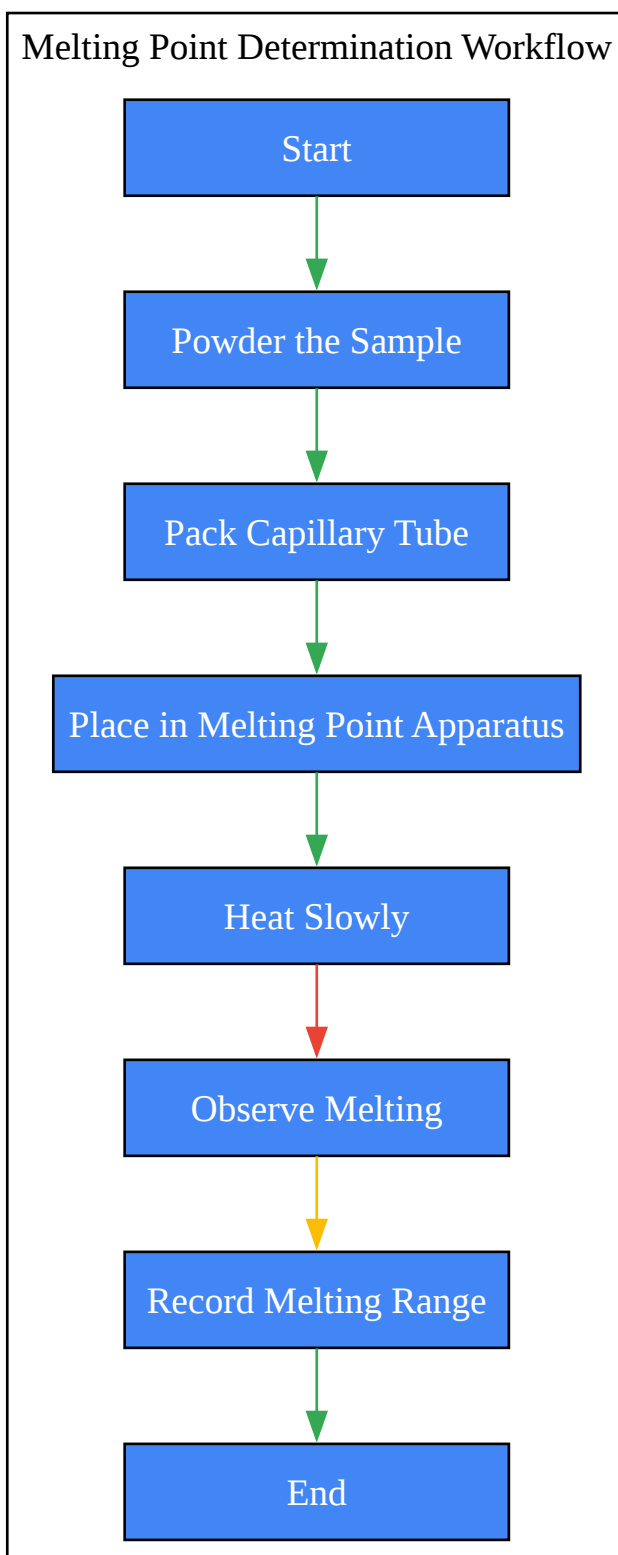 Melting Point Determination Workflow
Start
Powder the Sample
Pack Capillary Tube
Place in Melting Point Apparatus
Heat Slowly
Observe Melting
Record Melting Range
End